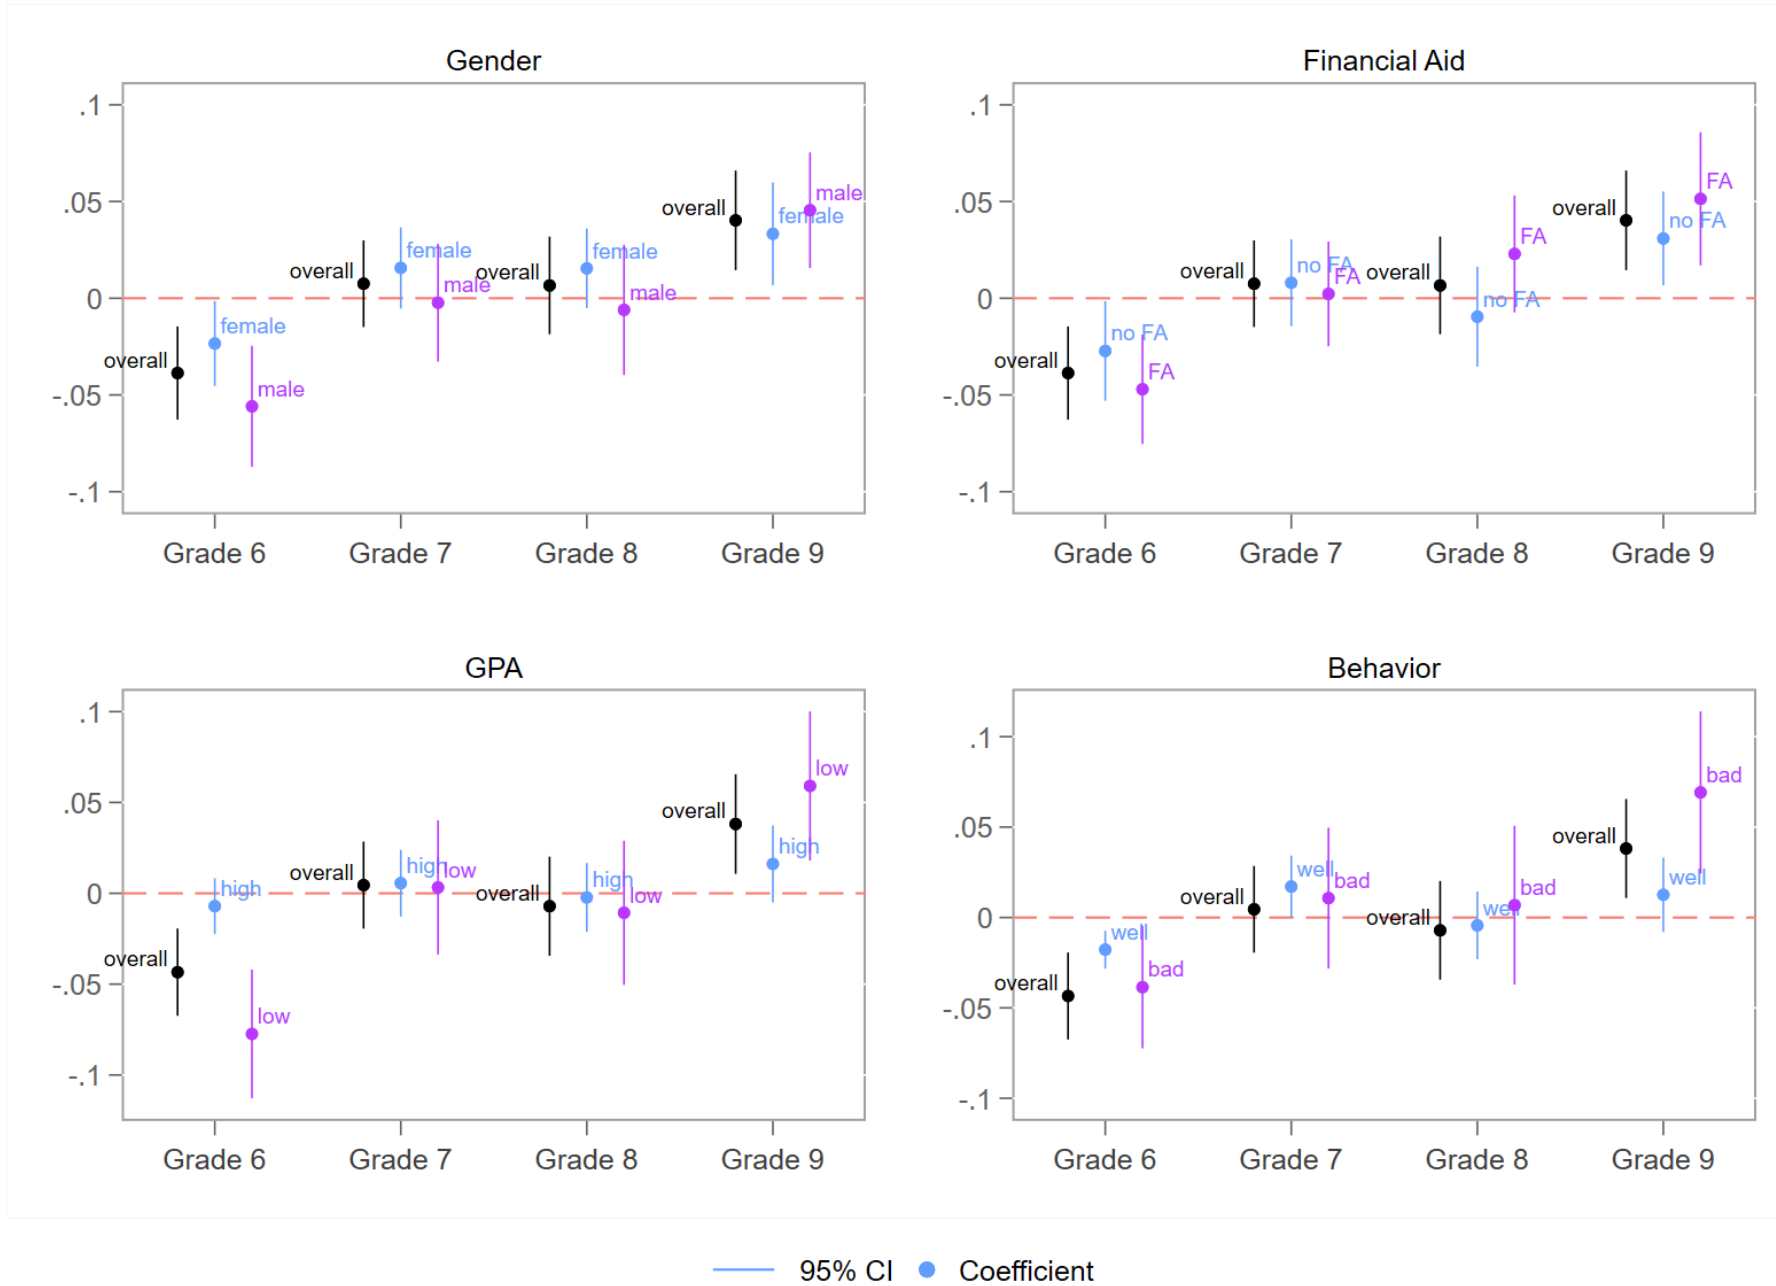 Gender
.1
.05
0
-.05
-.1
overall
female
male
overall
female
male
overall
female
male
overall
female
male
Grade 6 Grade 7 Grade 8 Grade 9
Financial Aid
.1
.05
0
-.05
-.1
overall
no FA
FA
overall
no FA
FA
overall
no FA
FA
overall
no FA
FA
Grade 6 Grade 7 Grade 8 Grade 9
GPA
.1
.05
0
-.05
-.1
overall
high
low
overall
high
low
overall
high
low
overall
high
low
Grade 6 Grade 7 Grade 8 Grade 9
Behavior
.1
.05
0
-.05
-.1
overall
well
bad
overall
well
bad
overall
well
bad
overall
well
bad
Grade 6 Grade 7 Grade 8 Grade 9
95% CI Coefficient